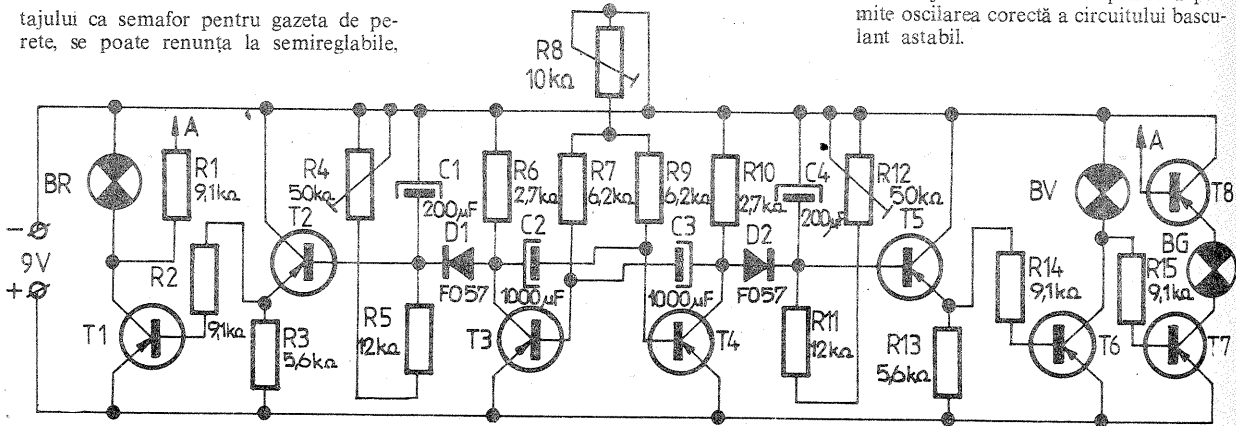 tajului ca semafor pentru gazeta de pe-
rete, se poate renunța la semireglabile,
mite oscilarea corectă a circuitului bascu-
lant astabil.
R8
10kΩ
A
BR
R1
9,1kΩ
R4
50kΩ
C1
200µF
R6
2,7kΩ
R7
6,2kΩ
R9
6,2kΩ
R10
2,7kΩ
C4
200µF
R12
50kΩ
A
BV
T8
T2
D1
F057
C2
1000µF
C3
1000µF
D2
F057
T5
BG
-
9V
+
R2
9,1kΩ
R14
9,1kΩ
R15
9,1kΩ
T1
R3
5,6kΩ
R5
12kΩ
T3
T4
R11
12kΩ
R13
5,6kΩ
T6
T7